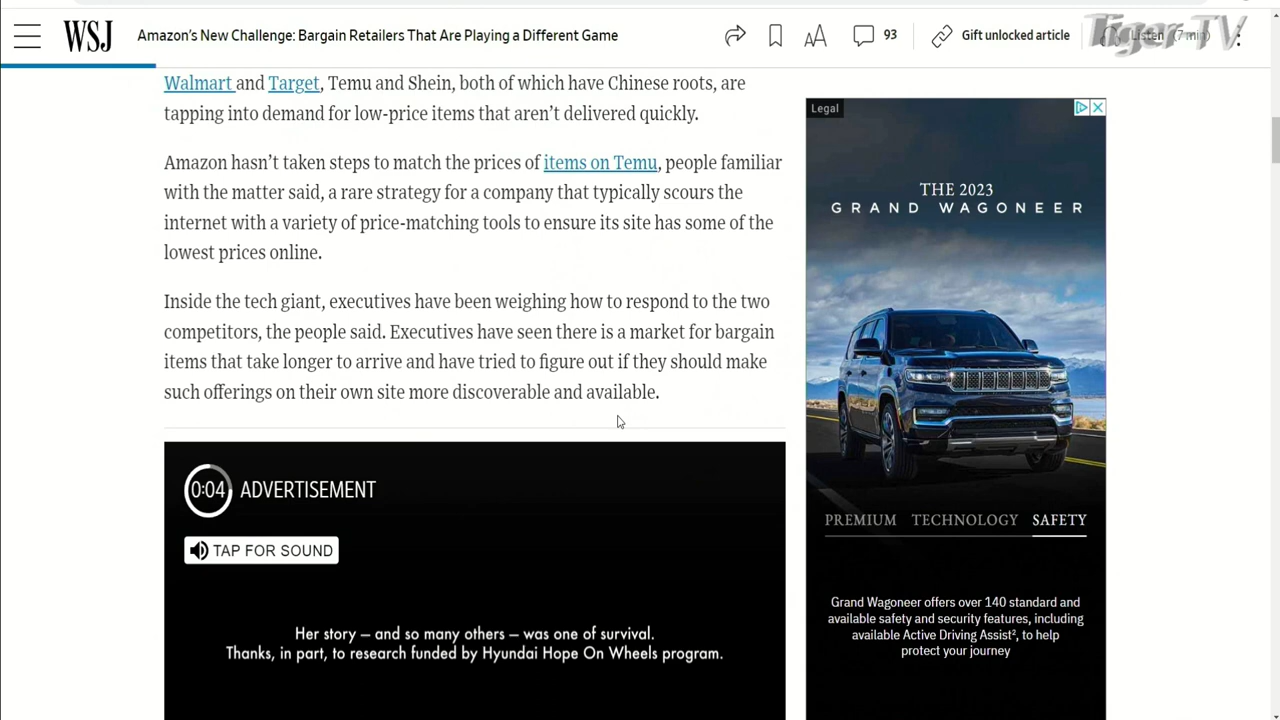 WSJ
Amazon's New Challenge: Bargain Retailers That Are Playing a Different Game
AA
93
Gift unlocked article
Listen (7 min)
Tiger TV
Walmart and Target, Temu and Shein, both of which have Chinese roots, are
tapping into demand for low-price items that aren't delivered quickly.
Amazon hasn't taken steps to match the prices of items on Temu, people familiar
with the matter said, a rare strategy for a company that typically scours the
internet with a variety of price-matching tools to ensure its site has some of the
lowest prices online.
Inside the tech giant, executives have been weighing how to respond to the two
competitors, the people said. Executives have seen there is a market for bargain
items that take longer to arrive and have tried to figure out if they should make
such offerings on their own site more discoverable and available.
0:04 ADVERTISEMENT
TAP FOR SOUND
Her story – and so many others – was one of survival.
Thanks, in part, to research funded by Hyundai Hope On Wheels program.
Legal
THE 2023
GRAND WAGONEER
PREMIUM TECHNOLOGY SAFETY
Grand Wagoneer offers over 140 standard and
available safety and security features, including
available Active Driving Assist², to help
protect your journey